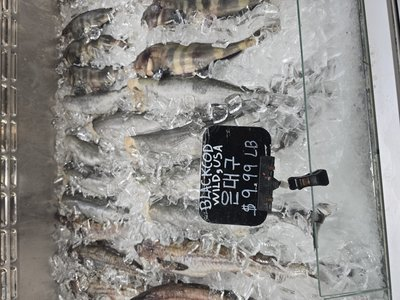 BLACKCOD
WILD, USA
은대구
$9.99 LB